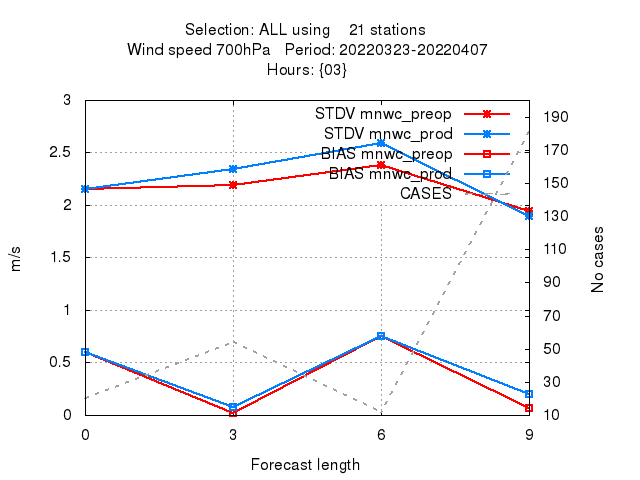 Selection: ALL using    21 stations
Wind speed 700hPa   Period: 20220323-20220407
Hours: {03}
STDV mnwc_preop
STDV mnwc_prod
BIAS mnwc_preop
BIAS mnwc_prod
CASES
3
2.5
2
1.5
1
0.5
0
m/s
190
170
150
130
110
90
70
50
30
10
No cases
0 3 6 9
Forecast length